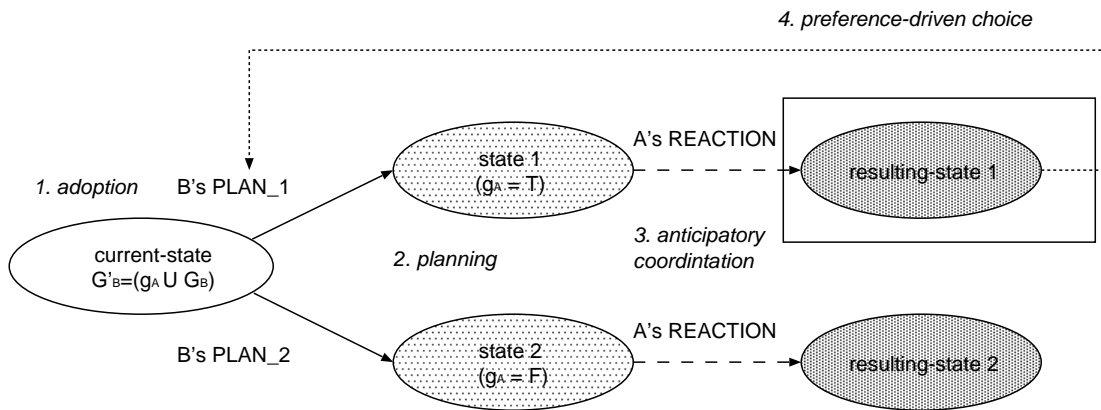 4. preference-driven choice
A's REACTION
state 1
(gA = T)
resulting-state 1
1. adoption
B's PLAN_1
current-state
G'B=(gA U GB)
2. planning
3. anticipatory
coordintation
B's PLAN_2
A's REACTION
state 2
(gA = F)
resulting-state 2